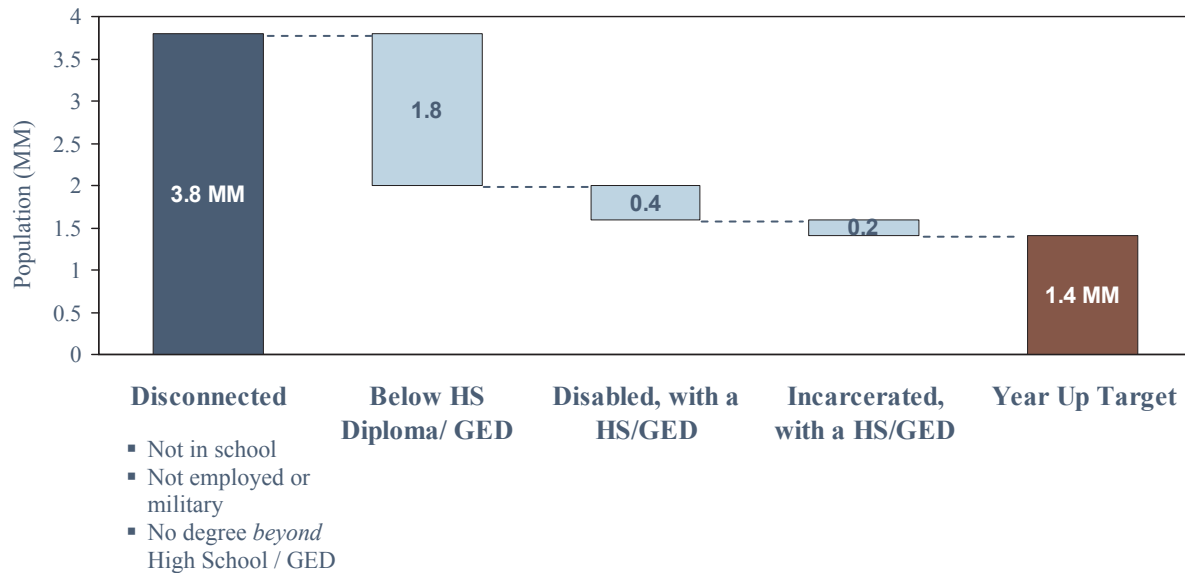 4
3.5
3
2.5
2
1.5
1
0.5
0
Population (MM)
3.8 MM
1.8
0.4
0.2
1.4 MM
Disconnected
▪ Not in school
▪ Not employed or
military
▪ No degree beyond
High School / GED
Below HS
Diploma/ GED
Disabled, with a
HS/GED
Incarcerated,
with a HS/GED
Year Up Target